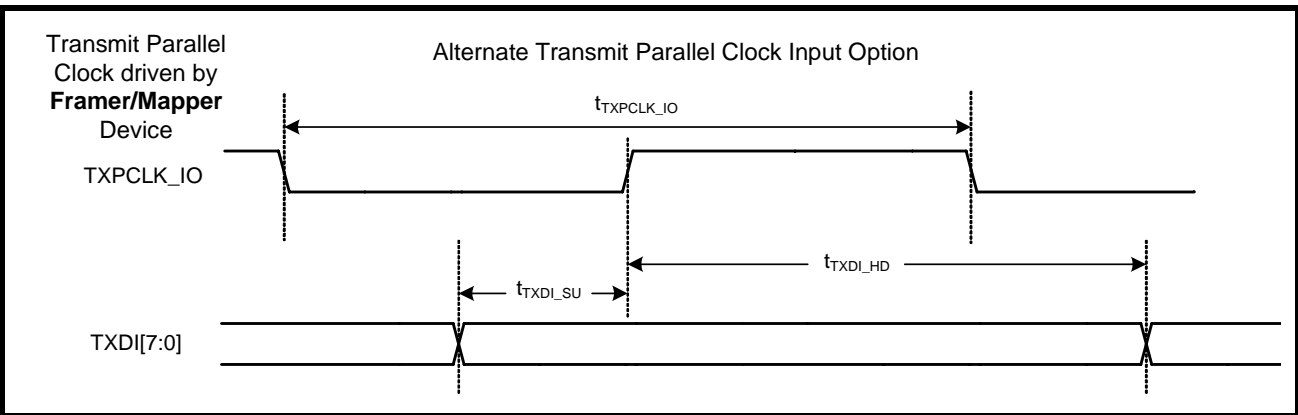 Transmit Parallel
Clock driven by
Framer/Mapper
Device
Alternate Transmit Parallel Clock Input Option
tTXPCLK_IO
TXPCLK_IO
tTXDI_HD
tTXDI_SU
TXDI[7:0]